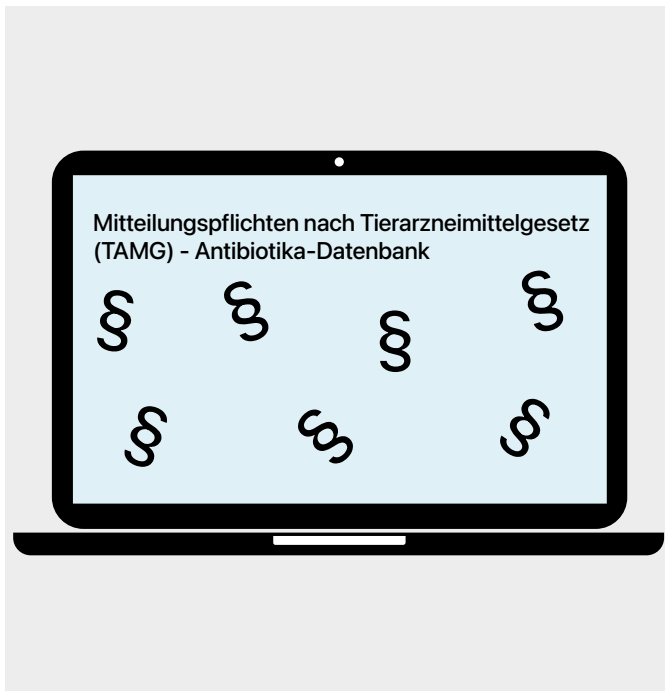 Mitteilungspflichten nach Tierarzneimittelgesetz
(TAMG) - Antibiotika-Datenbank
§ § § §
§ § §